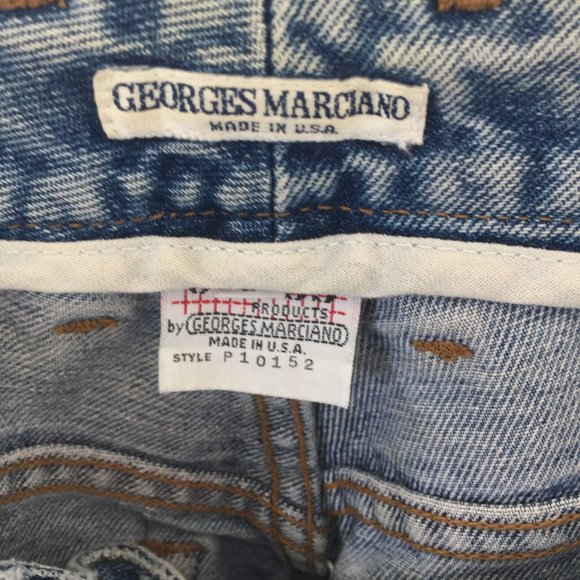 GEORGES MARCIANO
MADE IN U.S.A.
PRODUCTS
by GEORGES MARCIANO
MADE IN U.S.A.
STYLE P10152